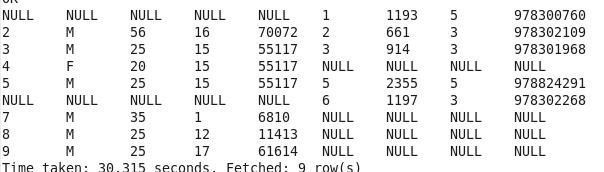 OK
NULL NULL NULL NULL NULL 1 1193 5 978300760
2 M 56 16 70072 2 661 3 978302109
3 M 25 15 55117 3 914 3 978301968
4 F 20 15 55117 NULL NULL NULL NULL
5 M 25 15 55117 5 2355 5 978824291
NULL NULL NULL NULL NULL 6 1197 3 978302268
7 M 35 1 6810 NULL NULL NULL NULL
8 M 25 12 11413 NULL NULL NULL NULL
9 M 25 17 61614 NULL NULL NULL NULL
Time taken: 30.315 seconds, Fetched: 9 row(s)